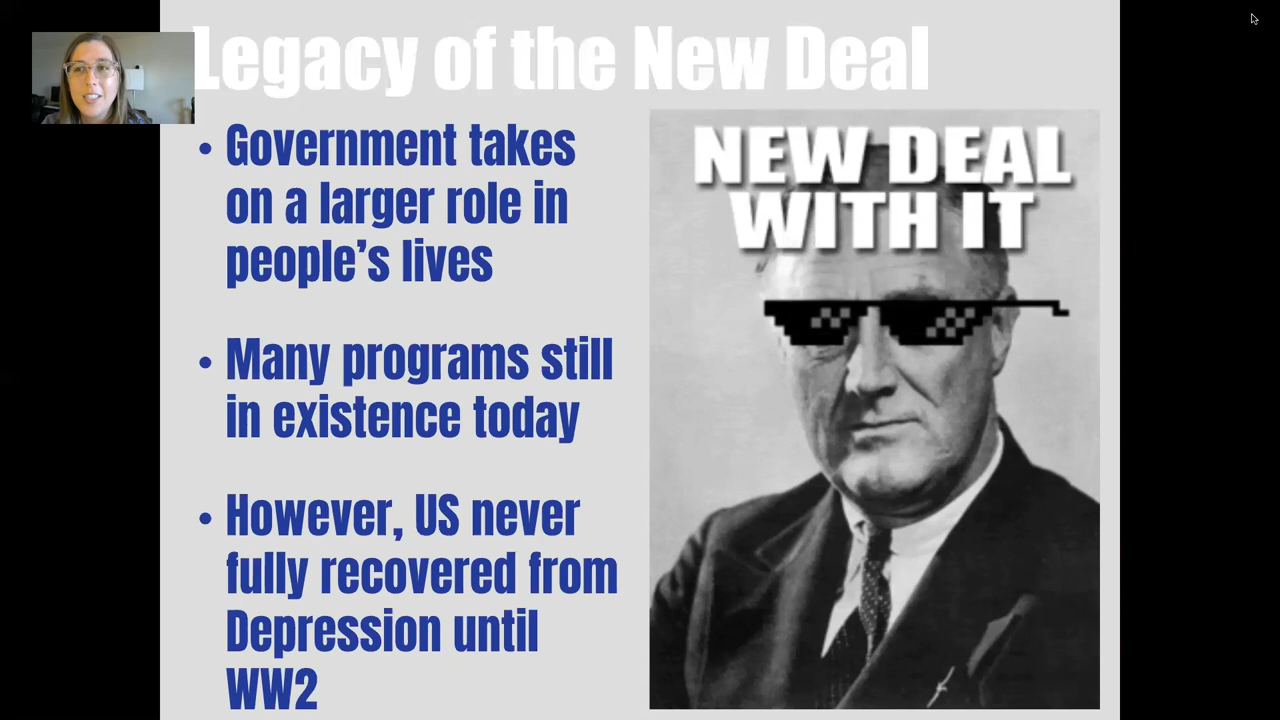 Legacy of the New Deal
• Government takes
on a larger role in
people’s lives
• Many programs still
in existence today
• However, US never
fully recovered from
Depression until
WW2
NEW DEAL
WITH IT